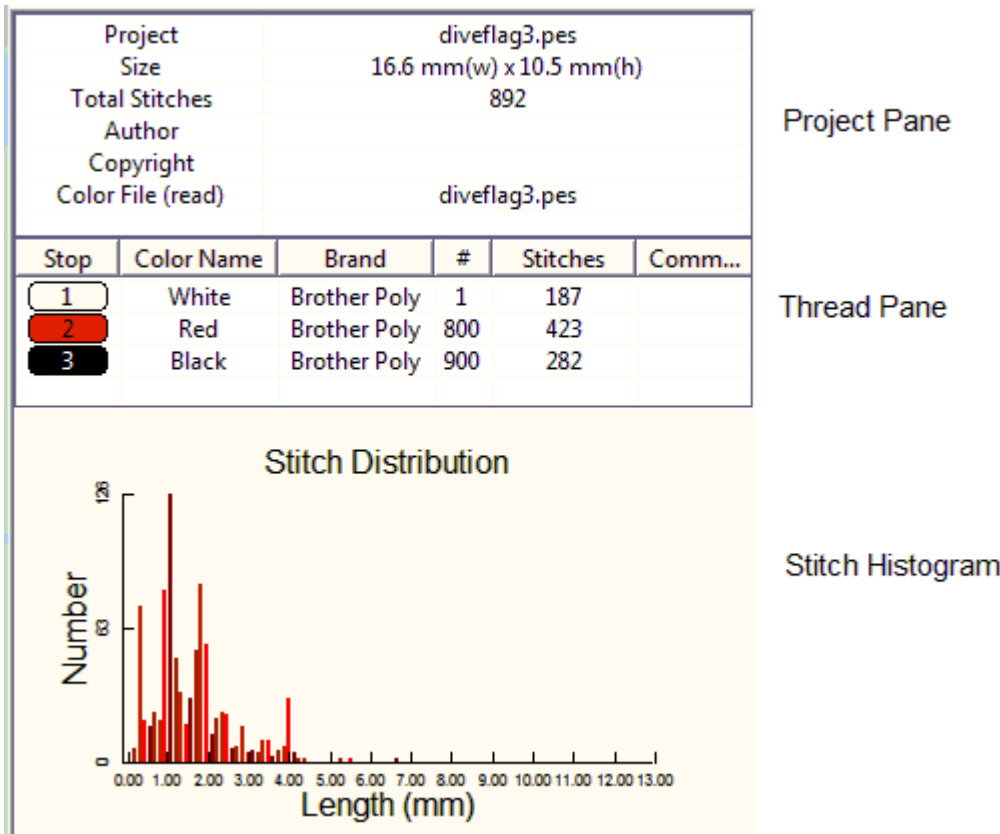 Project diveflag3.pes
Size 16.6 mm(w) x 10.5 mm(h)
Total Stitches 892
Author
Copyright
Color File (read) diveflag3.pes
Project Pane
Stop Color Name Brand # Stitches Comm...
1 White Brother Poly 1 187
2 Red Brother Poly 800 423
3 Black Brother Poly 900 282
Thread Pane
Stitch Distribution
126
63
0
Number
0.00 1.00 2.00 3.00 4.00 5.00 6.00 7.00 8.00 9.00 10.00 11.00 12.00 13.00
Length (mm)
Stitch Histogram